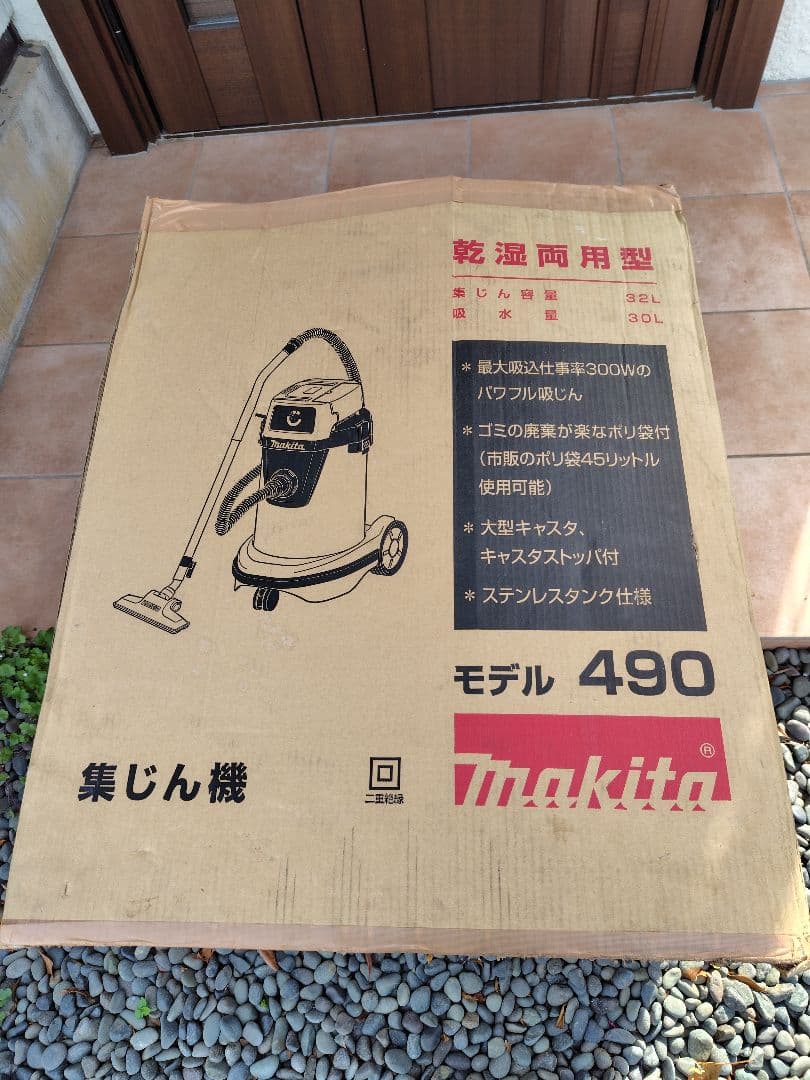 乾湿両用型
集じん容量 32L
吸水量 30L
* 最大吸込仕事率300Wの
パワフル吸じん
* ゴミの廃棄が楽なポリ袋付
(市販のポリ袋45リットル
使用可能)
* 大型キャスタ、
キャスタストッパ付
* ステンレスタンク仕様
makita
モデル 490
makita®
集じん機
二重絶縁